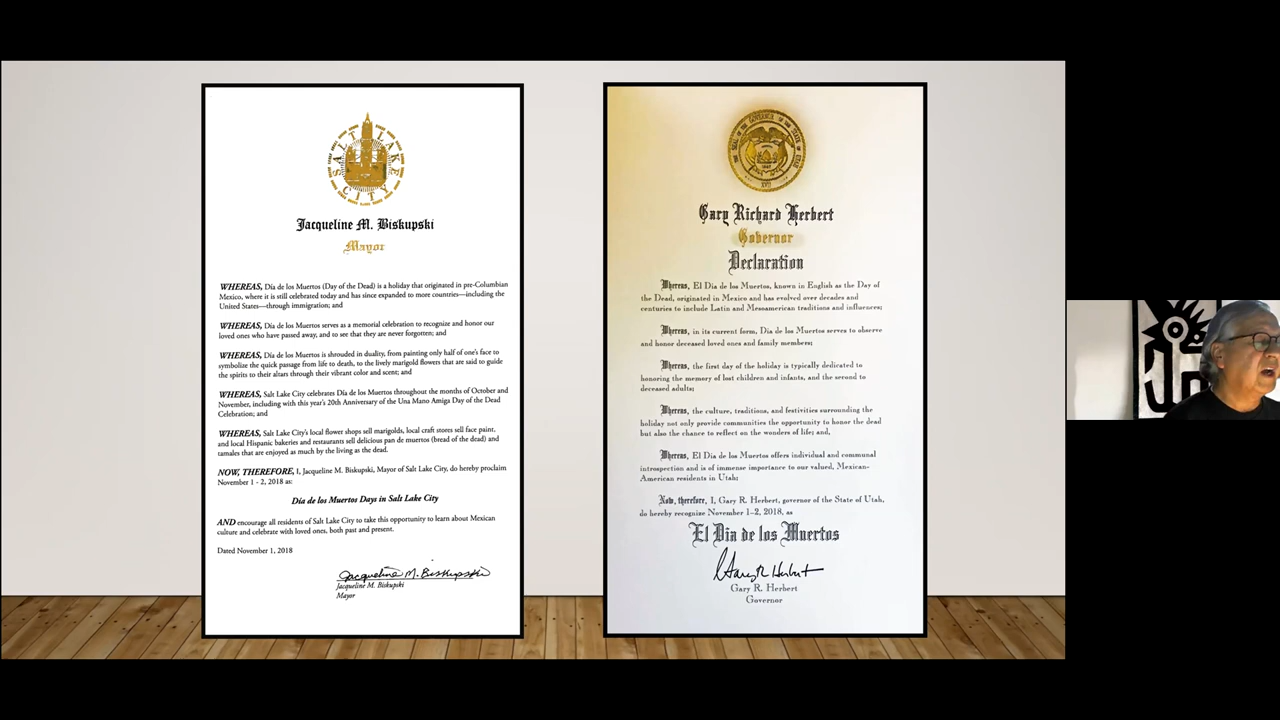 SALT LAKE CITY
Jacqueline M. Biskupski
Mayor
WHEREAS, Día de los Muertos (Day of the Dead) is a holiday that originated in pre-Columbian
Mexico, where it is still celebrated today and has since expanded to more countries—including the
United States—through immigration; and
WHEREAS, Día de los Muertos serves as a memorial celebration to recognize and honor our
loved ones who have passed away, and to see that they are never forgotten; and
WHEREAS, Día de los Muertos is shrouded in duality, from painting only half of one's face to
symbolize the quick passage from life to death, to the lively marigold flowers that are said to guide
the spirits to their altars through their vibrant color and scent; and
WHEREAS, Salt Lake City celebrates Día de los Muertos throughout the months of October and
November, including with this year's 20th Anniversary of the Una Mano Amiga Day of the Dead
Celebration; and
WHEREAS, Salt Lake City's local flower shops sell marigolds, local craft stores sell face paint,
and local Hispanic bakeries and restaurants sell delicious pan de muertos (bread of the dead) and
tamales that are enjoyed as much by the living as the dead.
NOW, THEREFORE, I, Jacqueline M. Biskupski, Mayor of Salt Lake City, do hereby proclaim
November 1 - 2, 2018 as:
Día de los Muertos Days in Salt Lake City
AND encourage all residents of Salt Lake City to take this opportunity to learn about Mexican
culture and celebrate with loved ones, both past and present.
Dated November 1, 2018
Jacqueline M. Biskupski
Jacqueline M. Biskupski
Mayor
THE SEAL OF THE GOVERNOR OF THE STATE OF UTAH
Gary Richard Herbert
Governor
Declaration
Whereas, El Día de los Muertos, known in English as the Day of
the Dead, originated in Mexico and has evolved over decades and
centuries to include Latin and Mesoamerican traditions and influences;
Whereas, in its current form, Día de los Muertos serves to observe
and honor deceased loved ones and family members;
Whereas, the first day of the holiday is typically dedicated to
honoring the memory of lost children and infants, and the second to
deceased adults;
Whereas, the culture, traditions, and festivities surrounding the
holiday not only provide communities the opportunity to honor the dead
but also the chance to reflect on the wonders of life; and,
Whereas, El Día de los Muertos offers individual and communal
introspection and is of immense importance to our valued, Mexican-
American residents in Utah;
Now, therefore, I, Gary R. Herbert, governor of the State of Utah,
do hereby recognize November 1-2, 2018, as
El Día de los Muertos
Gary R Herbert
Gary R. Herbert
Governor